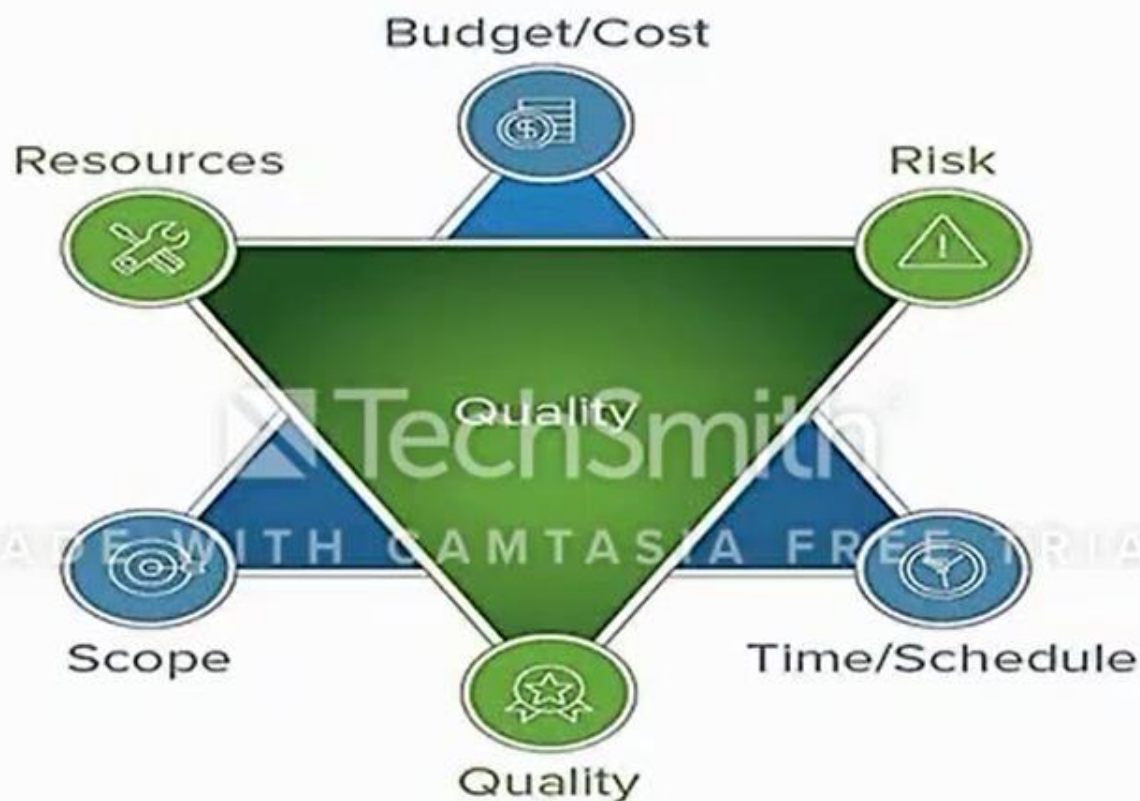 Budget/Cost
Resources
Risk
Quality
TechSmith
MADE WITH CAMTASIA FREE TRIAL
Scope
Time/Schedule
Quality